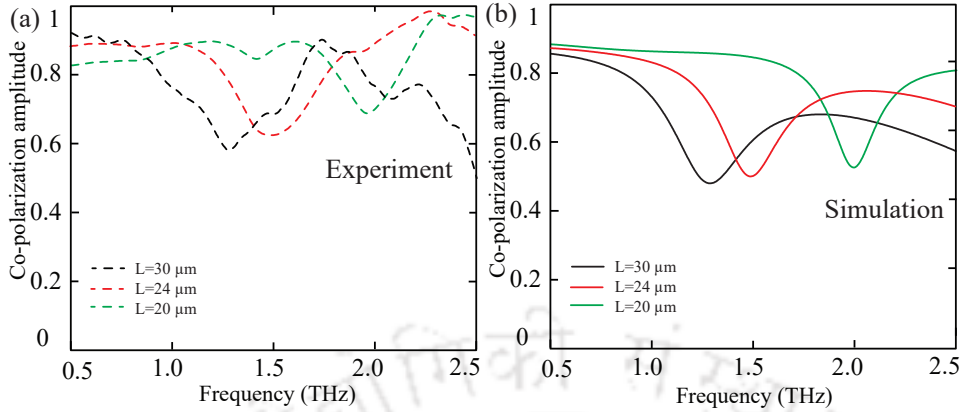 (a)
Co-polarization amplitude
1
0.8
0.6
0.4
0.2
0
Experiment
L=30 µm
L=24 µm
L=20 µm
0.5 1.0 1.5 2.0 2.5
Frequency (THz)
(b)
Co-polarization amplitude
1
0.8
0.6
0.4
0.2
0
Simulation
L=30 µm
L=24 µm
L=20 µm
0.5 1.0 1.5 2.0 2.5
Frequency (THz)